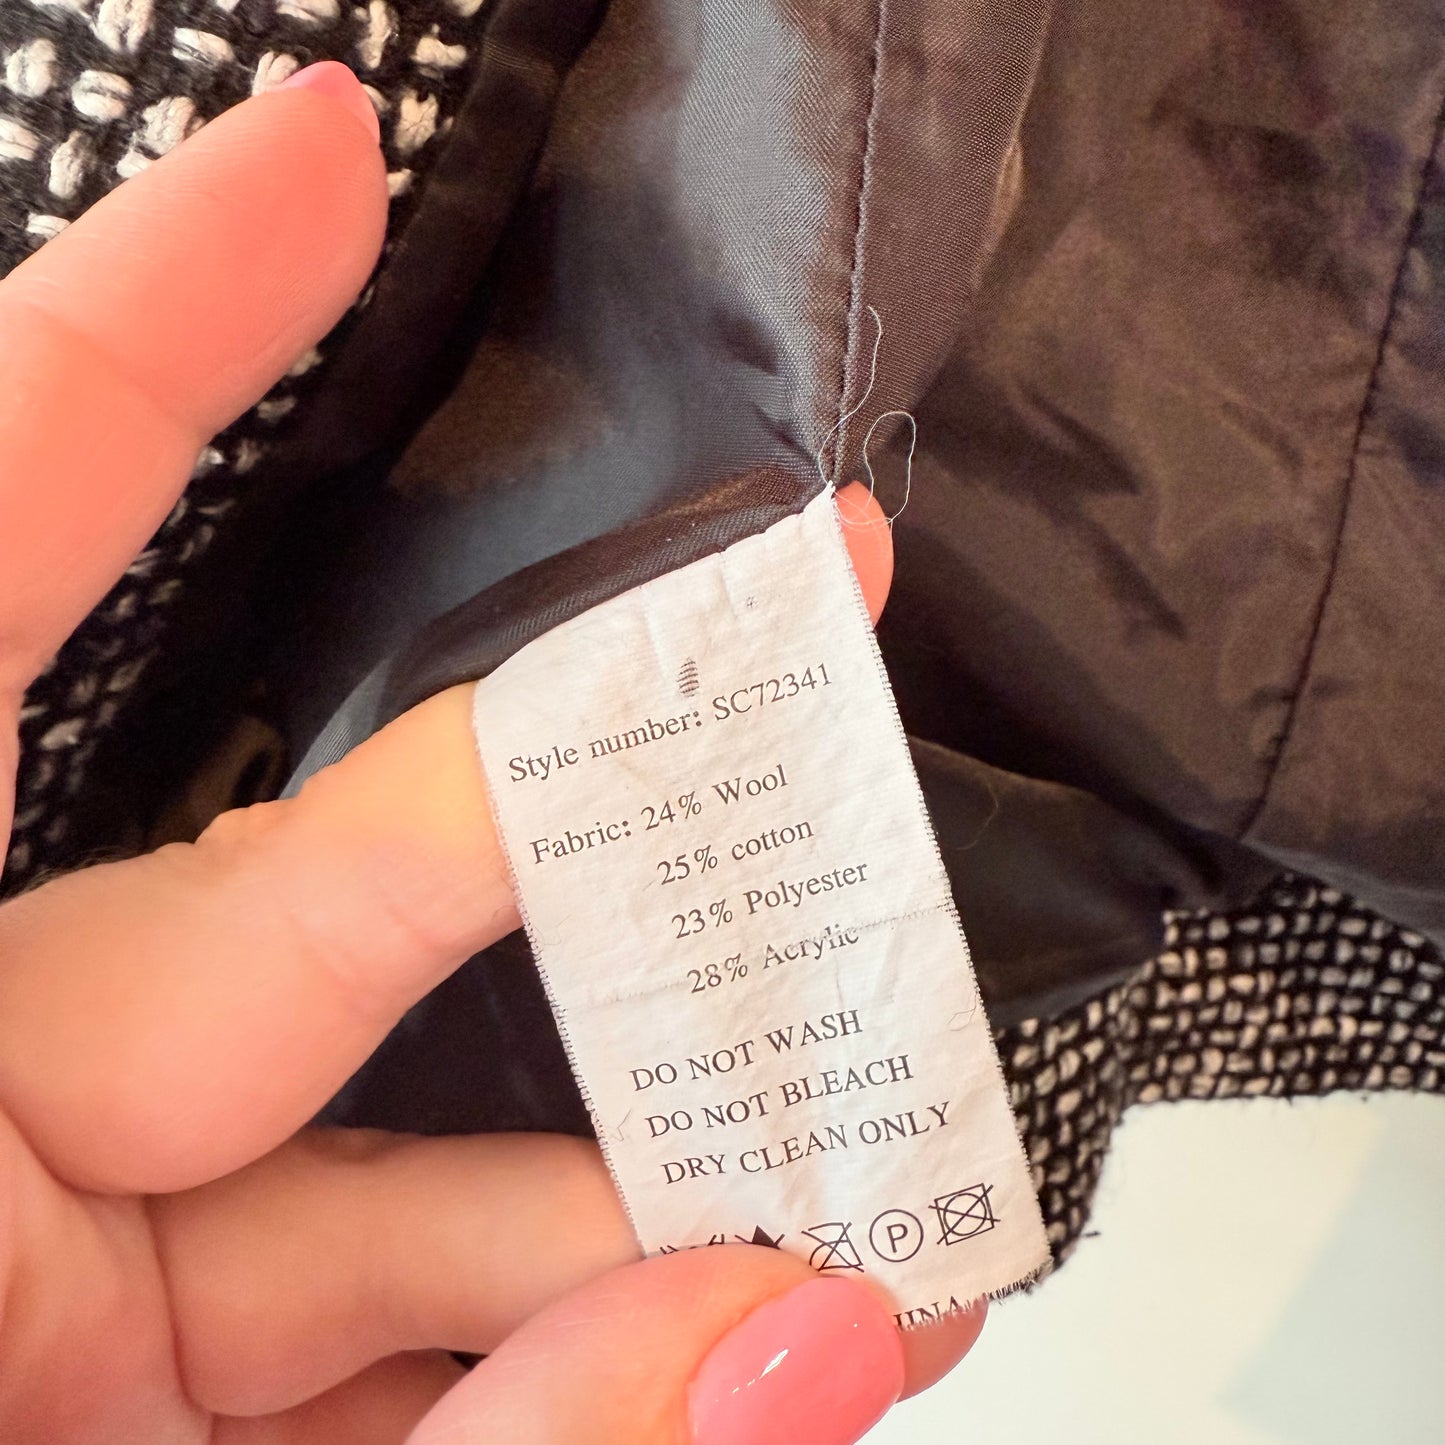 Style number: SC72341
Fabric: 24% Wool
25% cotton
23% Polyester
28% Acrylic
DO NOT WASH
DO NOT BLEACH
DRY CLEAN ONLY
P